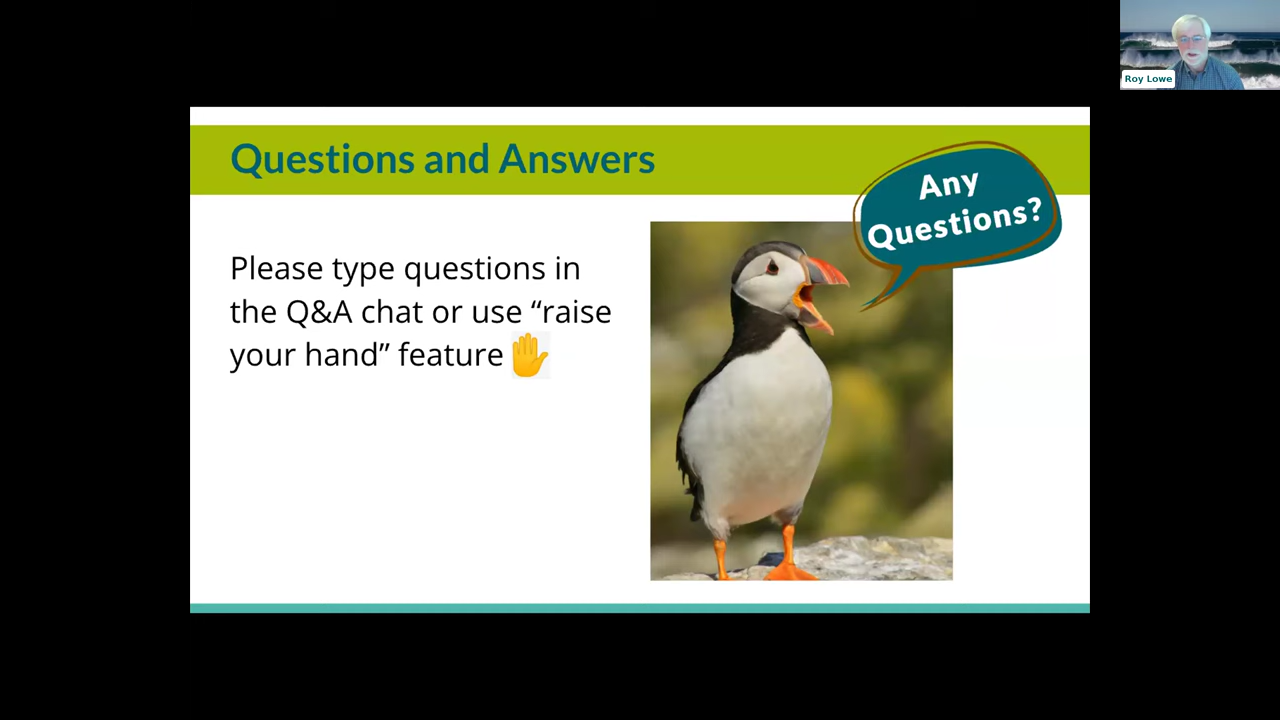 Roy Lowe
Questions and Answers
Any
Questions?
Please type questions in
the Q&A chat or use “raise
your hand” feature